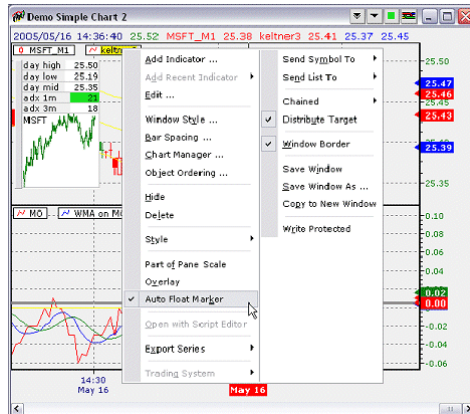 Demo Simple Chart 2
2005/05/16 14:36:40 25.52 MSFT_M1 25.38 keltner3 25.41 25.37 25.45
MSFT_M1 keltner
day high 25.50
day low 25.19
day mid 25.35
adx 1m 21
adx 3m 18
MSFT
Add Indicator ...
Add Recent Indicator
Edit ...
Window Style ...
Bar Spacing ...
Chart Manager ...
Object Ordering ...
Hide
Delete
Style
Part of Pane Scale
Overlay
Auto Float Marker
Open with Script Editor
Export Series
Trading System
Send Symbol To
Send List To
Chained
Distribute Target
Window Border
Save Window
Save Window As ...
Copy to New Window
Write Protected
25.50
25.47
25.46
25.45
25.43
25.39
25.35
MO WMA on M
0.10
0.08
0.06
0.04
0.02
0.00
-0.02
-0.04
-0.06
14:30
May 16
May 16